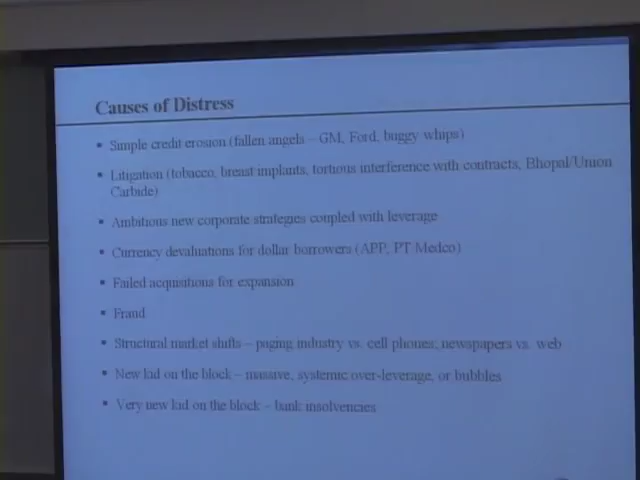 Causes of Distress
▪ Simple credit erosion (fallen angels – GM, Ford, buggy whips)
▪ Litigation (tobacco, breast implants, tortious interference with contracts, Bhopal/Union
Carbide)
▪ Ambitious new corporate strategies coupled with leverage
▪ Currency devaluations for dollar borrowers (APP, PT Medco)
▪ Failed acquisitions for expansion
▪ Fraud
▪ Structural market shifts – paging industry vs. cell phones; newspapers vs. web
▪ New kid on the block – massive, systemic over-leverage, or bubbles
▪ Very new kid on the block – bank insolvencies